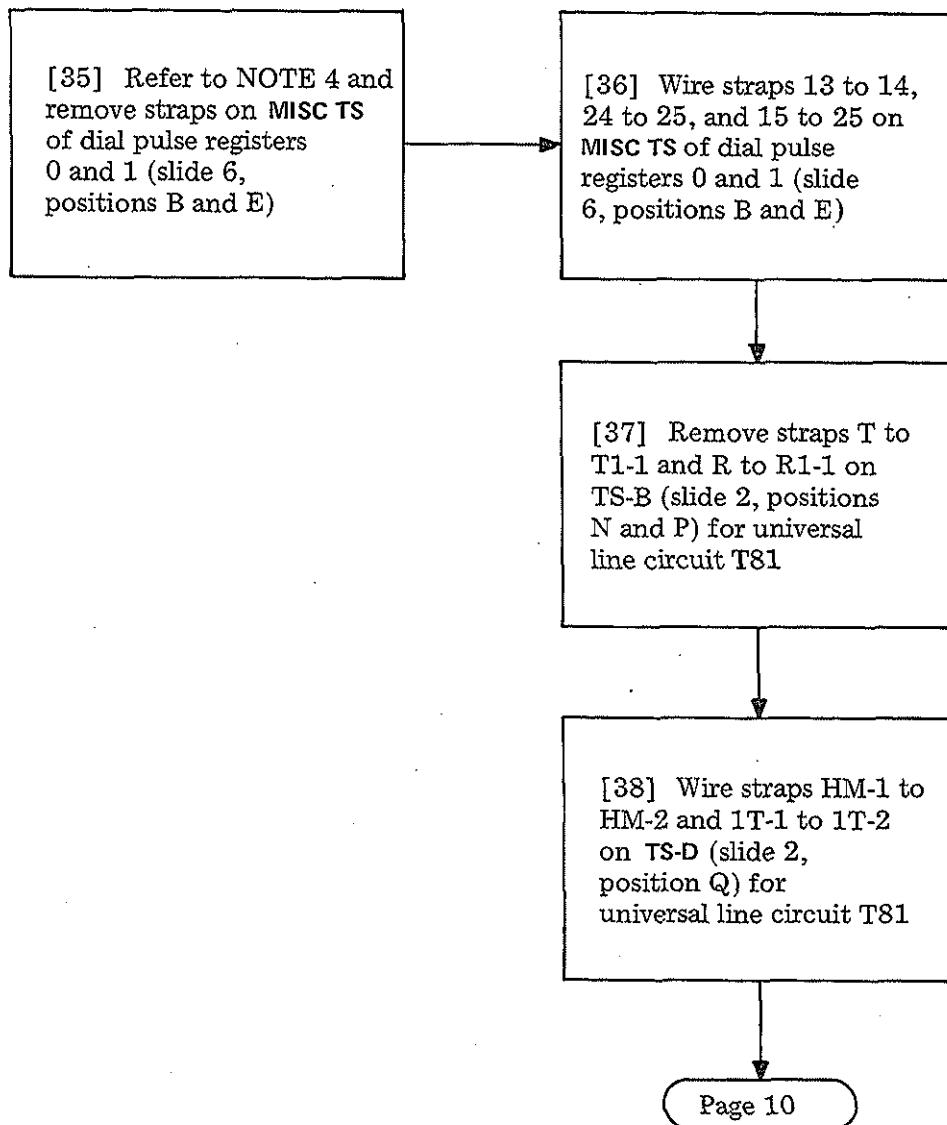 [35] Refer to NOTE 4 and
remove straps on MISC TS
of dial pulse registers
0 and 1 (slide 6,
positions B and E)
[36] Wire straps 13 to 14,
24 to 25, and 15 to 25 on
MISC TS of dial pulse
registers 0 and 1 (slide
6, positions B and E)
[37] Remove straps T to
T1-1 and R to R1-1 on
TS-B (slide 2, positions
N and P) for universal
line circuit T81
[38] Wire straps HM-1 to
HM-2 and 1T-1 to 1T-2
on TS-D (slide 2,
position Q) for
universal line circuit T81
Page 10